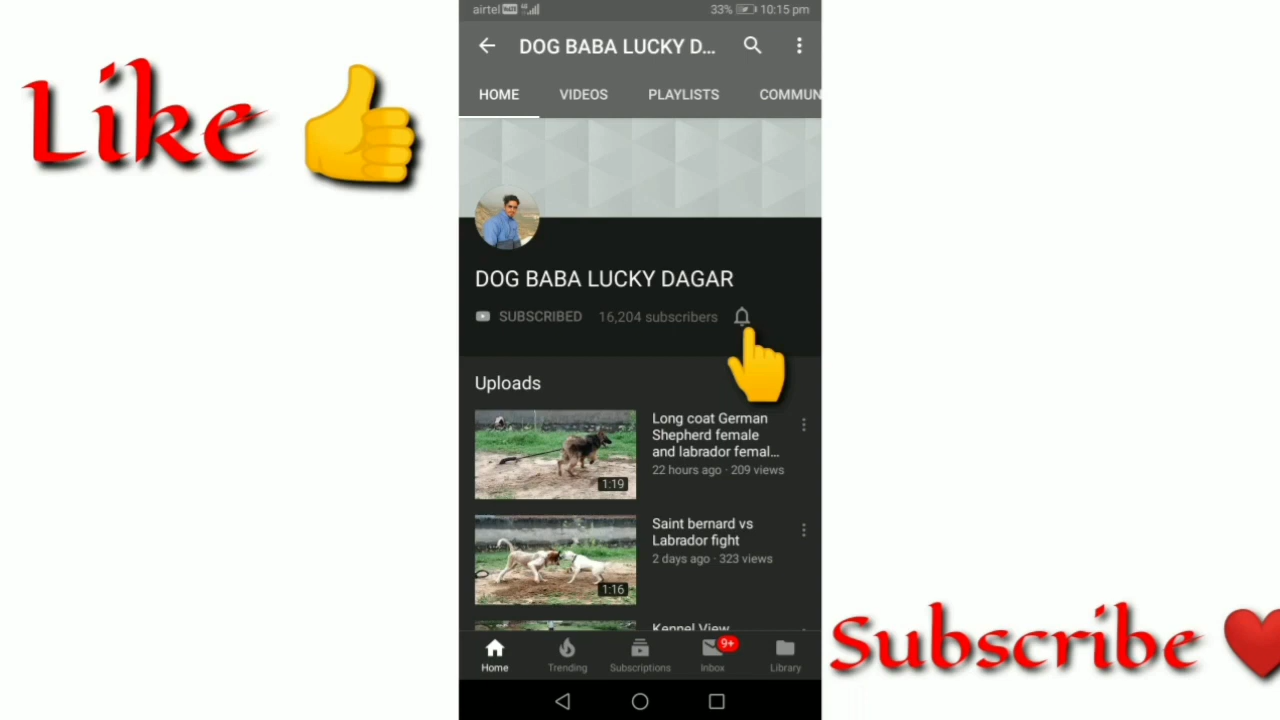 Like
airtel
33% 10:15 pm
DOG BABA LUCKY D...
HOME VIDEOS PLAYLISTS COMMUN
DOG BABA LUCKY DAGAR
SUBSCRIBED 16,204 subscribers
Uploads
Long coat German
Shepherd female
and labrador femal...
22 hours ago · 209 views
1:19
Saint bernard vs
Labrador fight
2 days ago · 323 views
1:16
Kennel View
9+
Home Trending Subscriptions Inbox Library
Subscribe